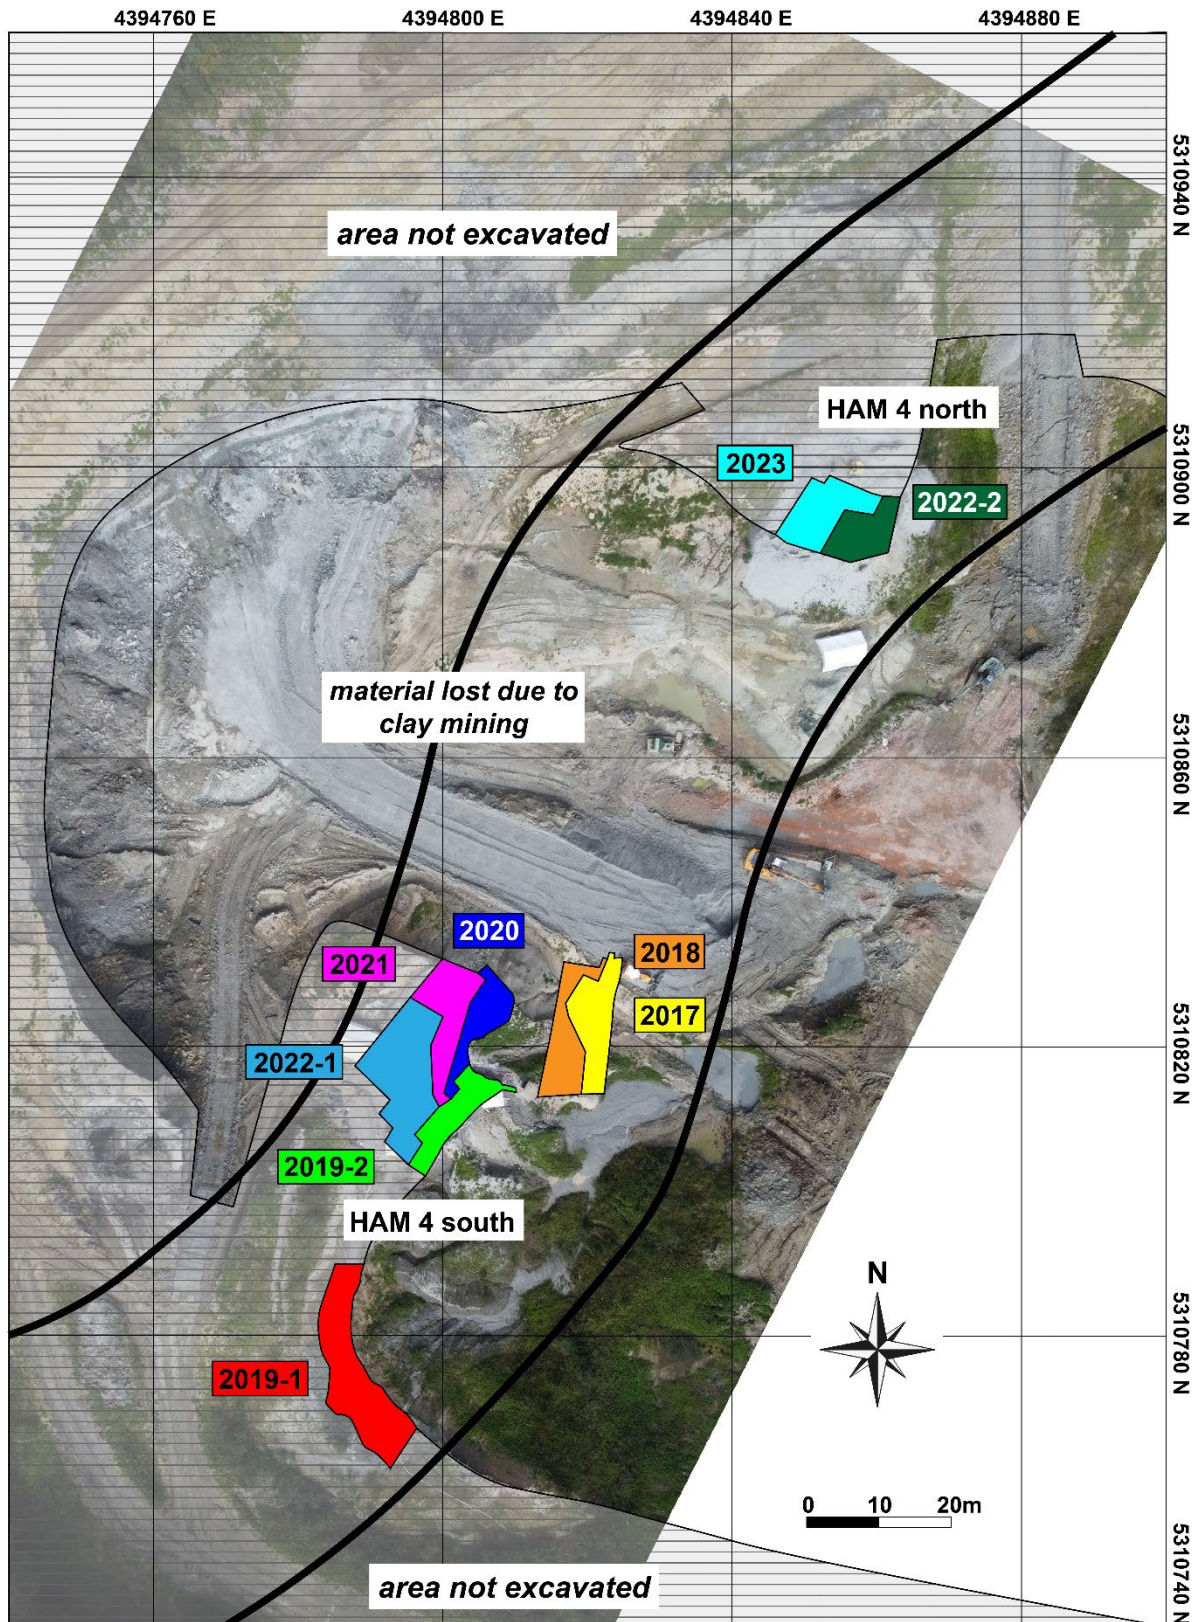 4394760 E
4394800 E
4394840 E
4394880 E
5310940 N
area not excavated
HAM 4 north
2023
5310900 N
2022-2
material lost due to
clay mining
5310860 N
2020
2018
2021
2017
2022-1
5310820 N
2019-2
HAM 4 south
N
5310780 N
2019-1
0 10 20m
area not excavated
5310740 N